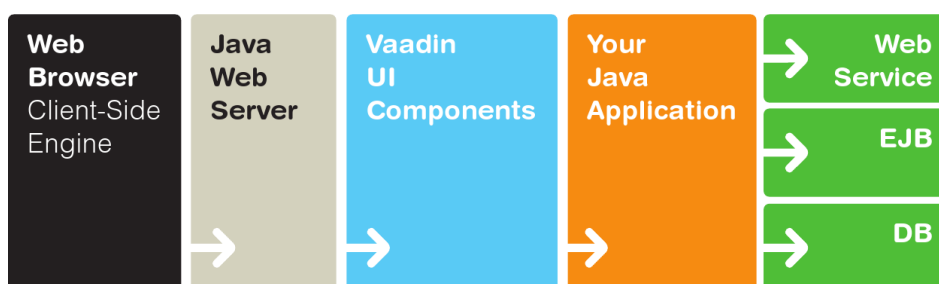 Web
Browser
Client-Side
Engine
Java
Web
Server
Vaadin
UI
Components
Your
Java
Application
Web
Service
EJB
DB